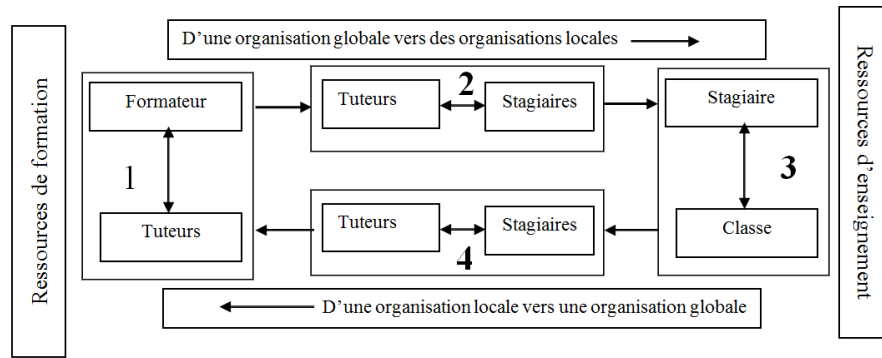 D'une organisation globale vers des organisations locales
Ressources de formation
Formateur
1
Tuteurs
Tuteurs
2
Stagiaires
Stagiaire
3
Classe
Tuteurs
4
Stagiaires
Ressources d'enseignement
D'une organisation locale vers une organisation globale